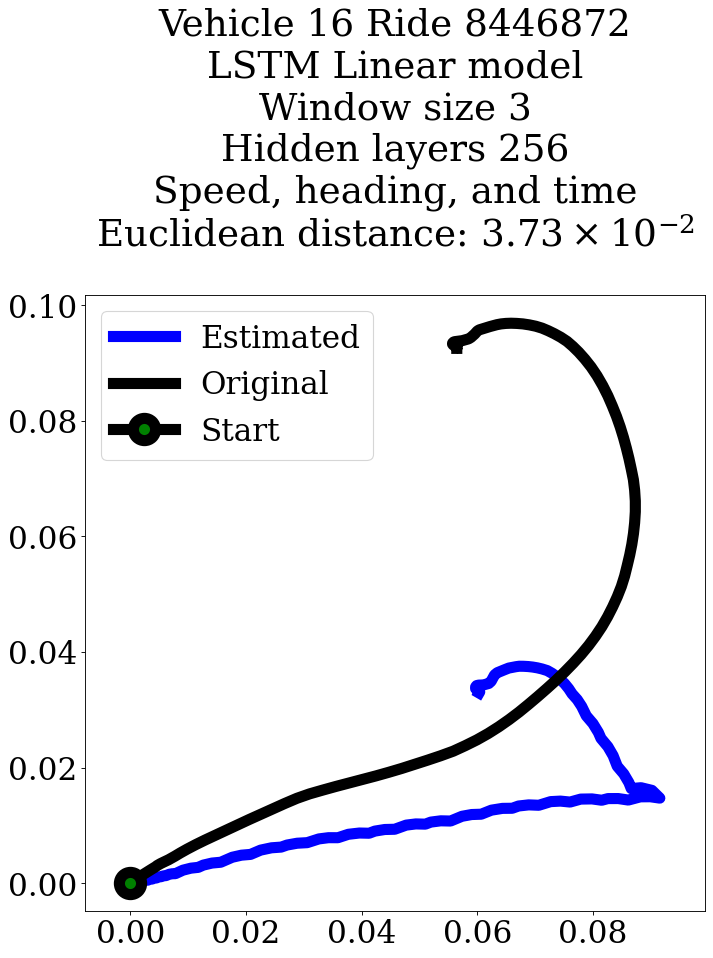 Vehicle 16 Ride 8446872
LSTM Linear model
Window size 3
Hidden layers 256
Speed, heading, and time
Euclidean distance: 3.73 × 10⁻²
0.10
0.08
0.06
0.04
0.02
0.00
Estimated
Original
Start
0.00 0.02 0.04 0.06 0.08